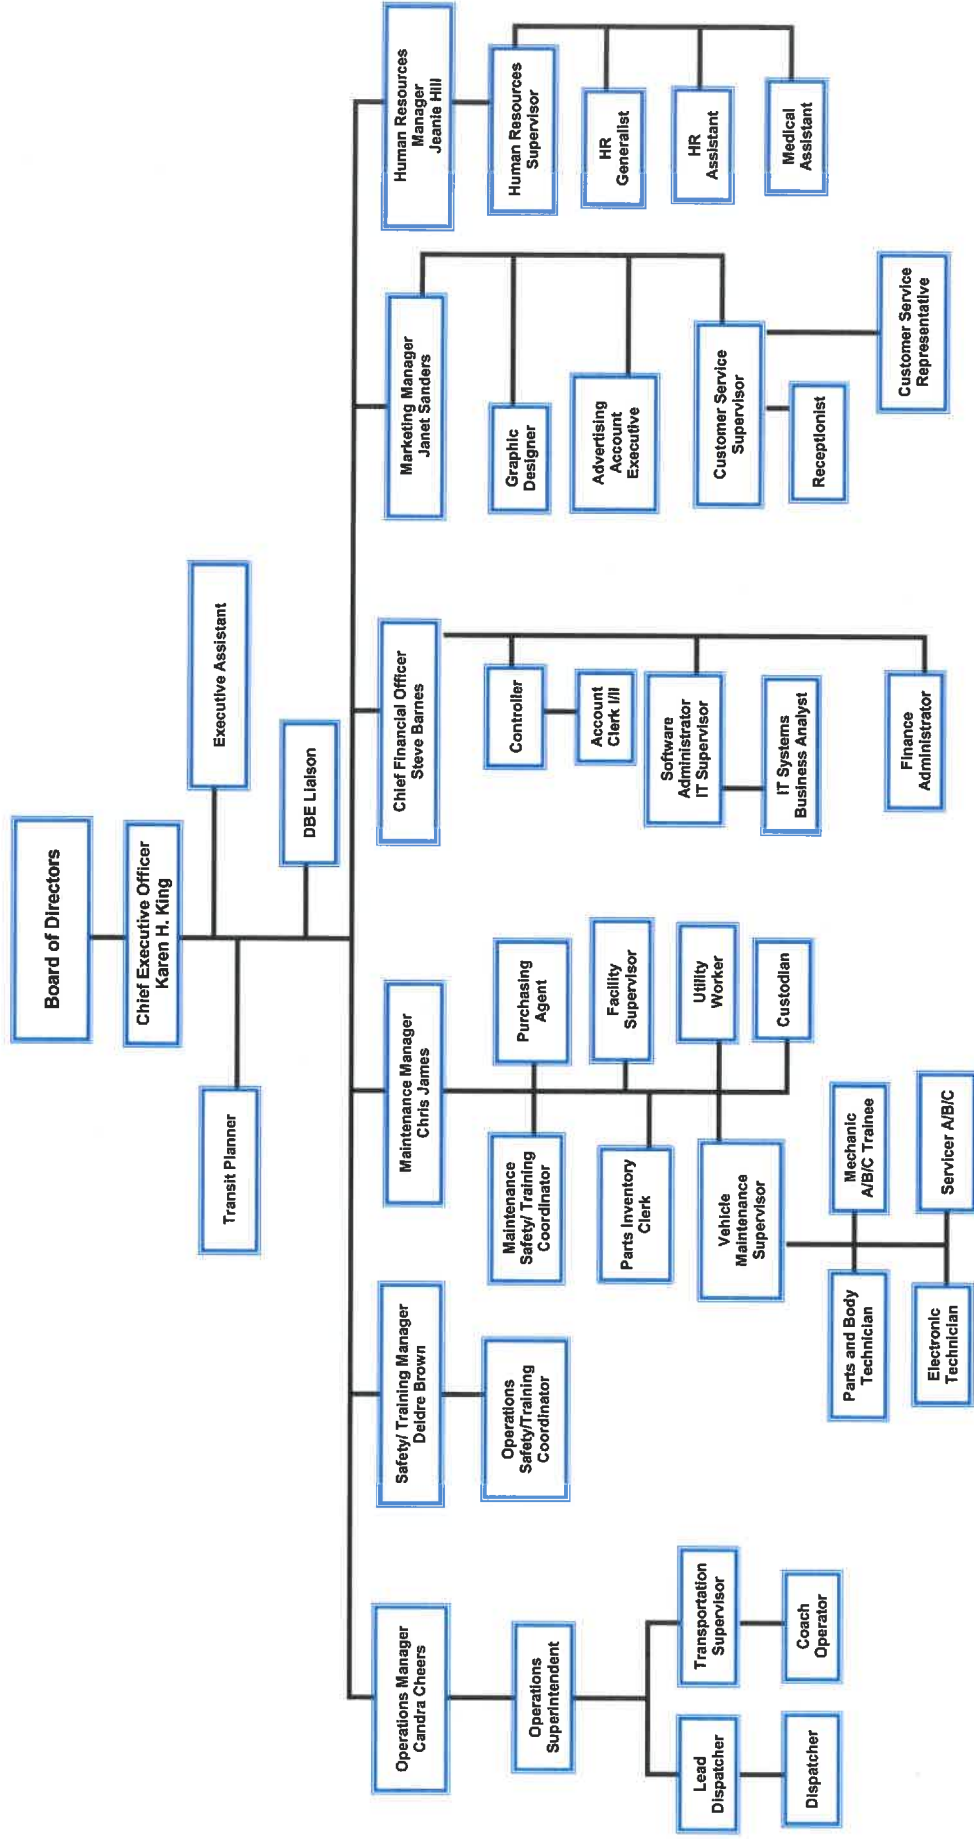 Board of Directors
Chief Executive Officer
Karen H. King
Executive Assistant
Transit Planner
DBE Liaison
Operations Manager
Candra Cheers
Operations
Superintendent
Lead
Dispatcher
Dispatcher
Transportation
Supervisor
Coach
Operator
Safety/ Training Manager
Deidre Brown
Operations
Safety/Training
Coordinator
Maintenance Manager
Chris James
Maintenance
Safety/ Training
Coordinator
Purchasing
Agent
Parts Inventory
Clerk
Facility
Supervisor
Vehicle
Maintenance
Supervisor
Utility
Worker
Custodian
Parts and Body
Technician
Mechanic
A/B/C Trainee
Electronic
Technician
Servicer A/B/C
Chief Financial Officer
Steve Barnes
Controller
Account
Clerk I/II
Software
Administrator
IT Supervisor
IT Systems
Business Analyst
Finance
Administrator
Marketing Manager
Janet Sanders
Graphic
Designer
Advertising
Account
Executive
Customer Service
Supervisor
Receptionist
Customer Service
Representative
Human Resources
Manager
Jeanie Hill
Human Resources
Supervisor
HR
Generalist
HR
Assistant
Medical
Assistant